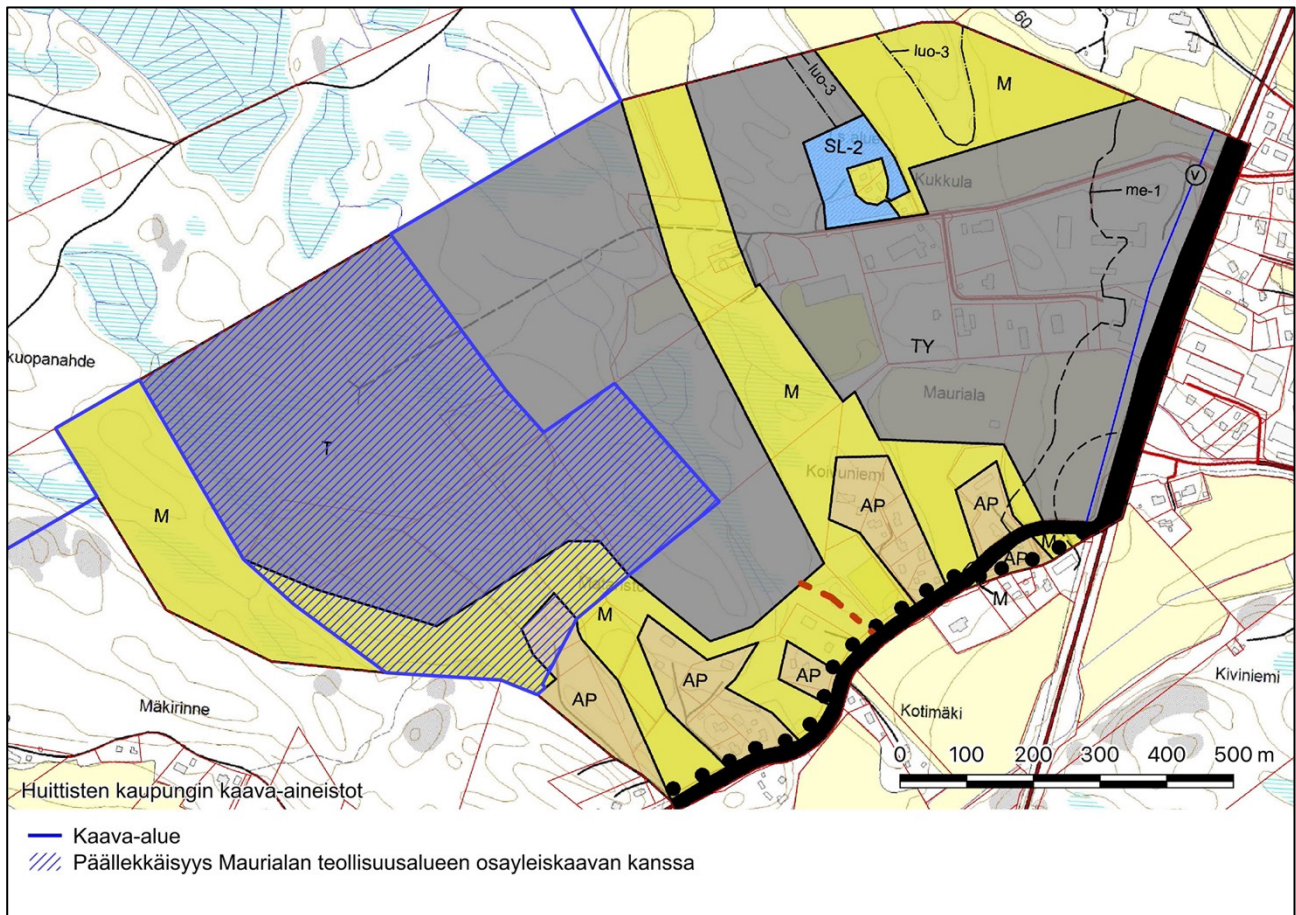 60
luo-3
luo-3
M
Ls alue
SL-2
Kukkula
V
me-1
kuopanahde
TY
Mauriala
M
T
Koivuniemi
AP
AP
M
M
AP
M
M
AP
AP
AP
Mäkirinne
Kotimäki
Kiviniemi
0 100 200 300 400 500 m
Huittisten kaupungin kaava-aineistot
Kaava-alue
Päällekkäisyys Maurialan teollisuusalueen osayleiskaavan kanssa